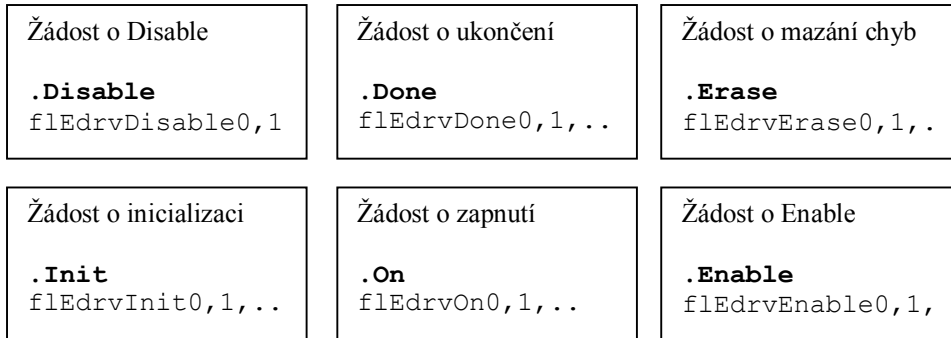 Žádost o Disable
.Disable
flEdrvDisable0,1
Žádost o ukončení
.Done
flEdrvDone0,1,..
Žádost o mazání chyb
.Erase
flEdrvErase0,1,.
Žádost o inicializaci
.Init
flEdrvInit0,1,..
Žádost o zapnutí
.On
flEdrvOn0,1,..
Žádost o Enable
.Enable
flEdrvEnable0,1,